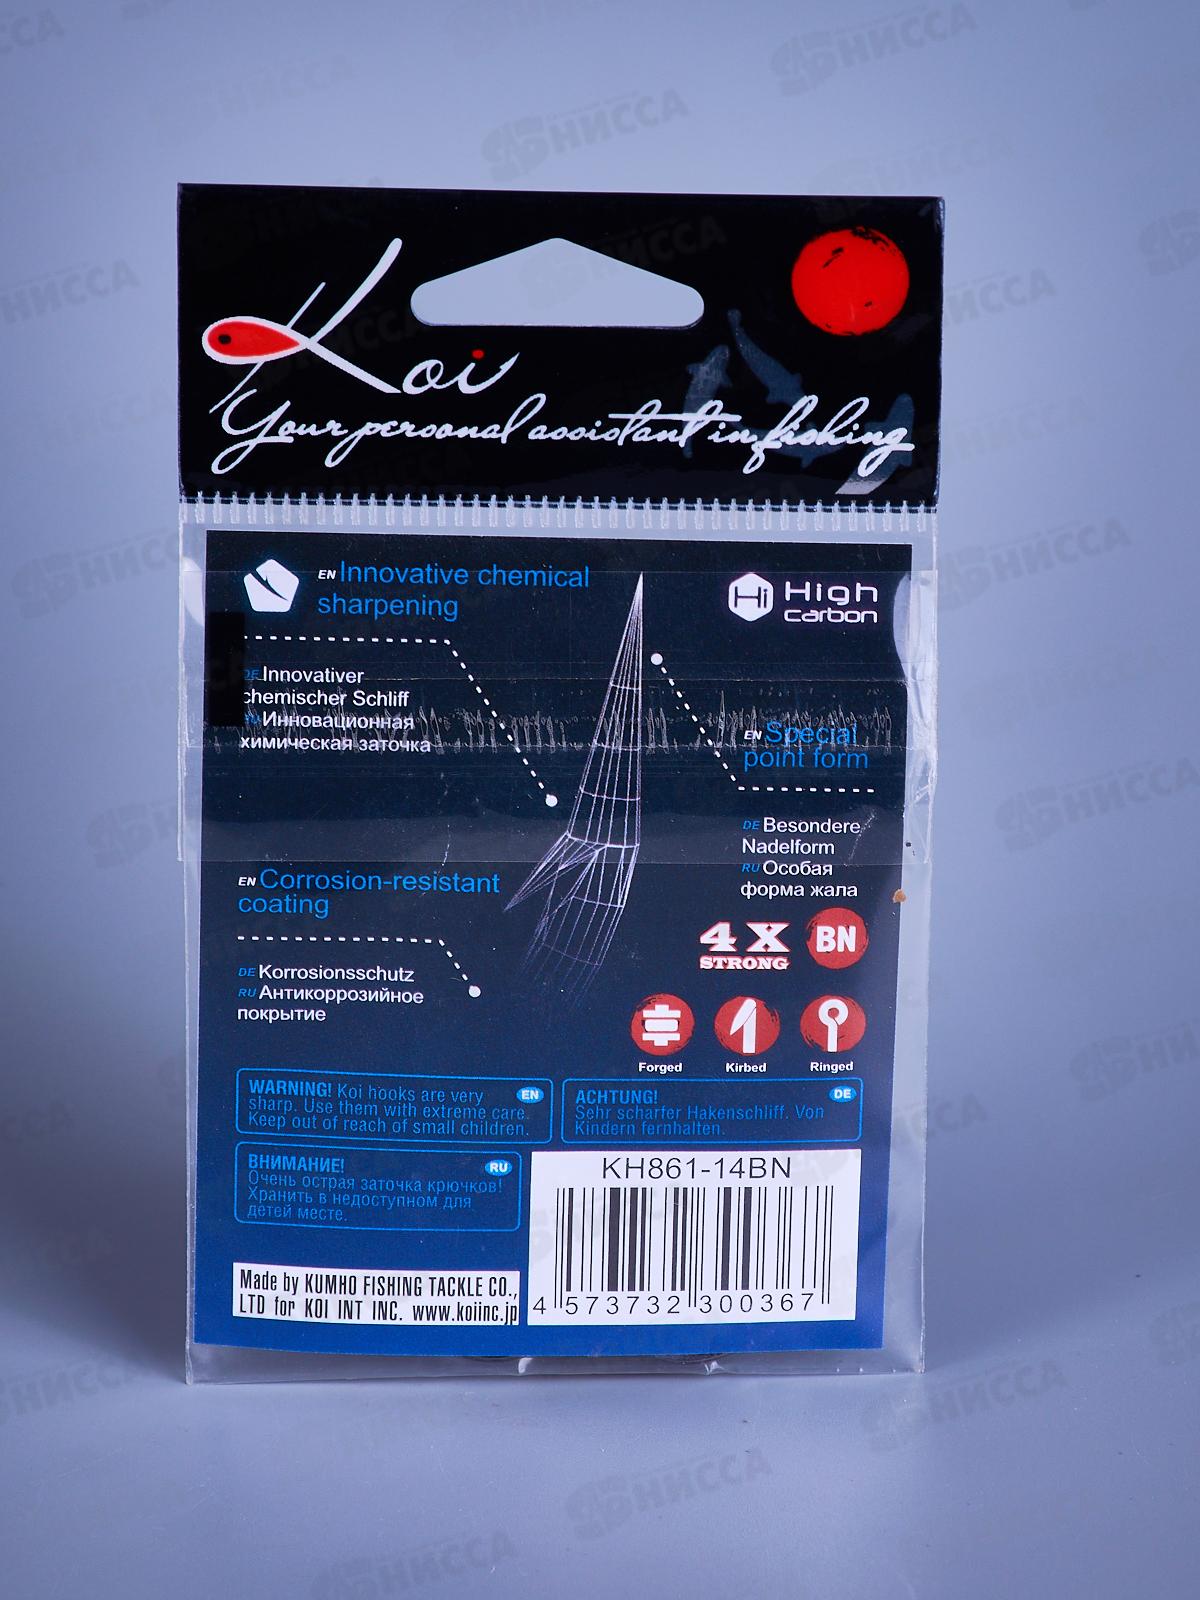 Koi
Your personal assistant in fishing
EN Innovative chemical
sharpening
Hi High
carbon
DE Innovativer
chemischer Schliff
RU Инновационная
химическая заточка
EN Special
point form
DE Besondere
Nadelform
RU Особая
форма жала
EN Corrosion-resistant
coating
DE Korrosionsschutz
RU Антикоррозийное
покрытие
4X
STRONG
BN
Forged
Kirbed
Ringed
WARNING! Koi hooks are very EN
sharp. Use them with extreme care.
Keep out of reach of small children.
ACHTUNG! DE
Sehr scharfer Hakenschliff. Von
Kindern fernhalten.
ВНИМАНИЕ! RU
Очень острая заточка крючков!
Хранить в недоступном для
детей месте.
KH861-14BN
4 573732 300367
Made by KUMHO FISHING TACKLE CO.,
LTD for KOI INT INC. www.koiinc.jp
НИССА